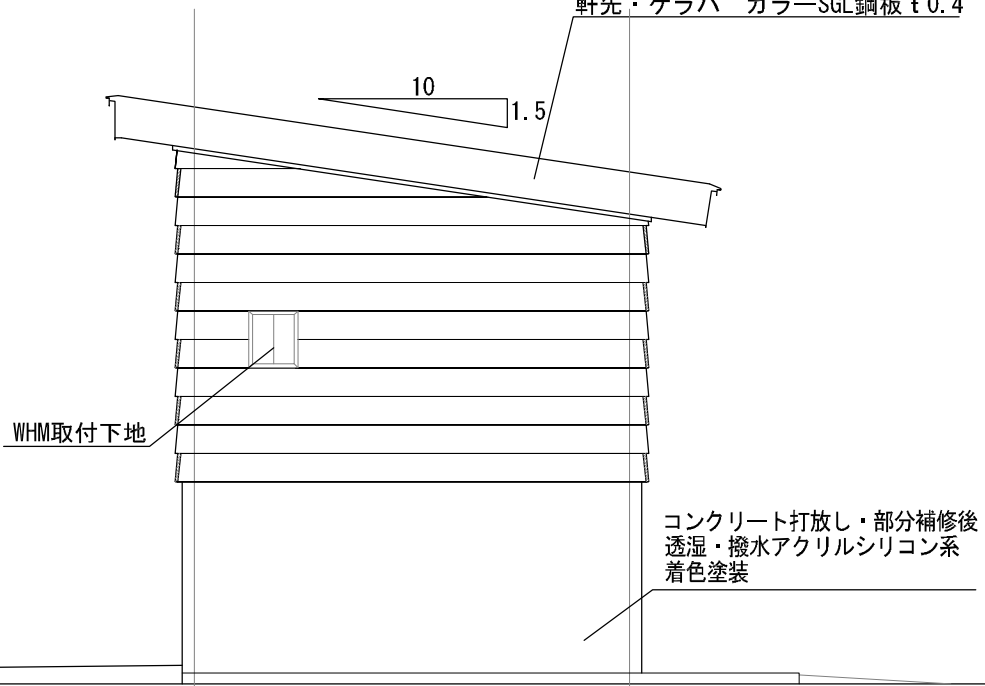 軒先・ケラバ カラーSGL鋼板 t 0.4
10
1.5
WHM取付下地
コンクリート打放し・部分補修後
透湿・撥水アクリルシリコン系
着色塗装